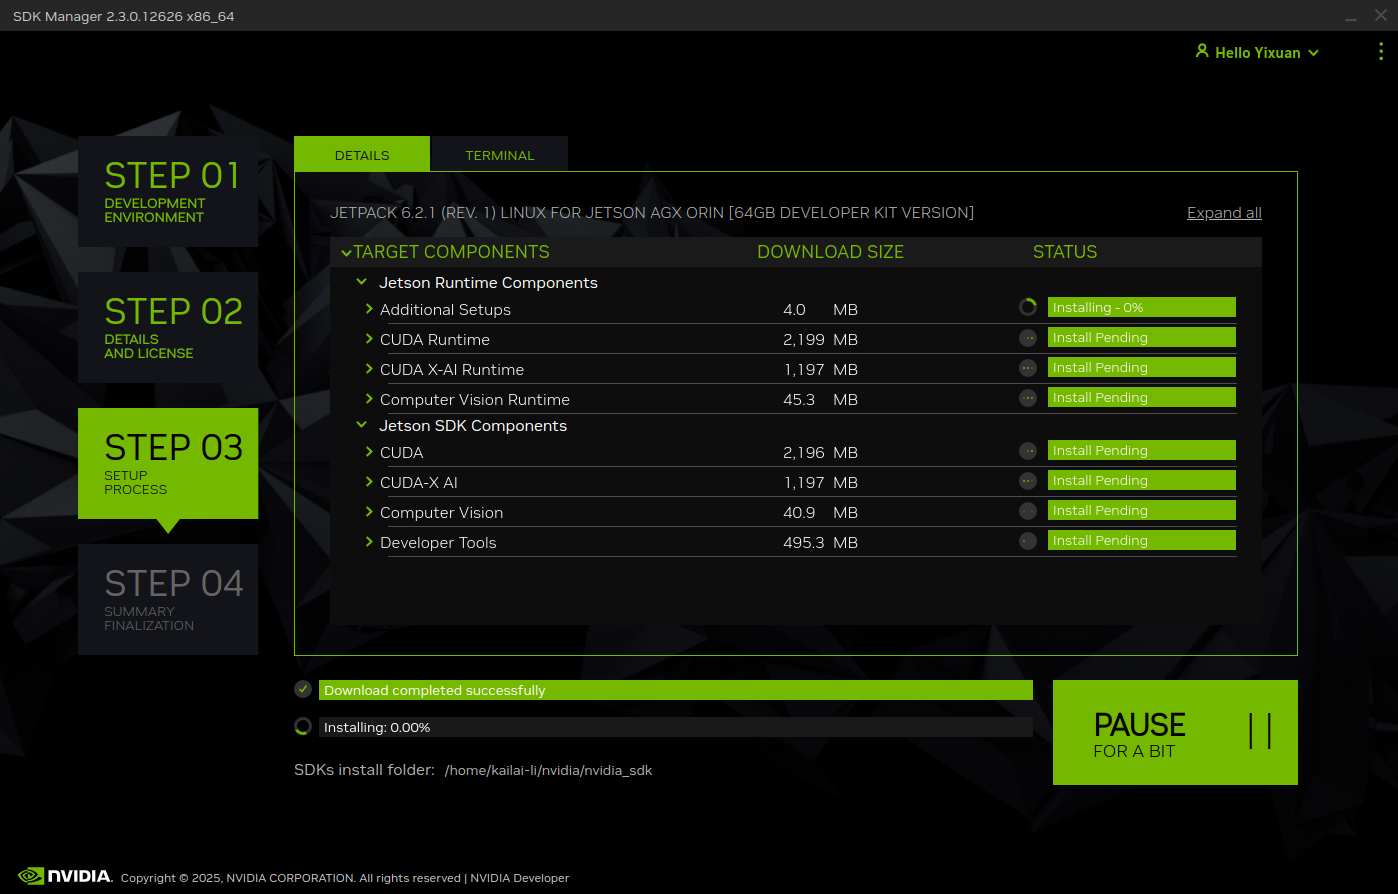 SDK Manager 2.3.0.12626 x86_64
Hello Yixuan
STEP 01
DEVELOPMENT
ENVIRONMENT
STEP 02
DETAILS
AND LICENSE
STEP 03
SETUP
PROCESS
STEP 04
SUMMARY
FINALIZATION
DETAILS TERMINAL
JETPACK 6.2.1 (REV. 1) LINUX FOR JETSON AGX ORIN [64GB DEVELOPER KIT VERSION] Expand all
TARGET COMPONENTS DOWNLOAD SIZE STATUS
Jetson Runtime Components
Additional Setups 4.0 MB Installing - 0%
CUDA Runtime 2,199 MB Install Pending
CUDA X-AI Runtime 1,197 MB Install Pending
Computer Vision Runtime 45.3 MB Install Pending
Jetson SDK Components
CUDA 2,196 MB Install Pending
CUDA-X AI 1,197 MB Install Pending
Computer Vision 40.9 MB Install Pending
Developer Tools 495.3 MB Install Pending
Download completed successfully
Installing: 0.00%
SDKs install folder: /home/kailai-li/nvidia/nvidia_sdk
PAUSE
FOR A BIT
NVIDIA. Copyright © 2025, NVIDIA CORPORATION. All rights reserved | NVIDIA Developer